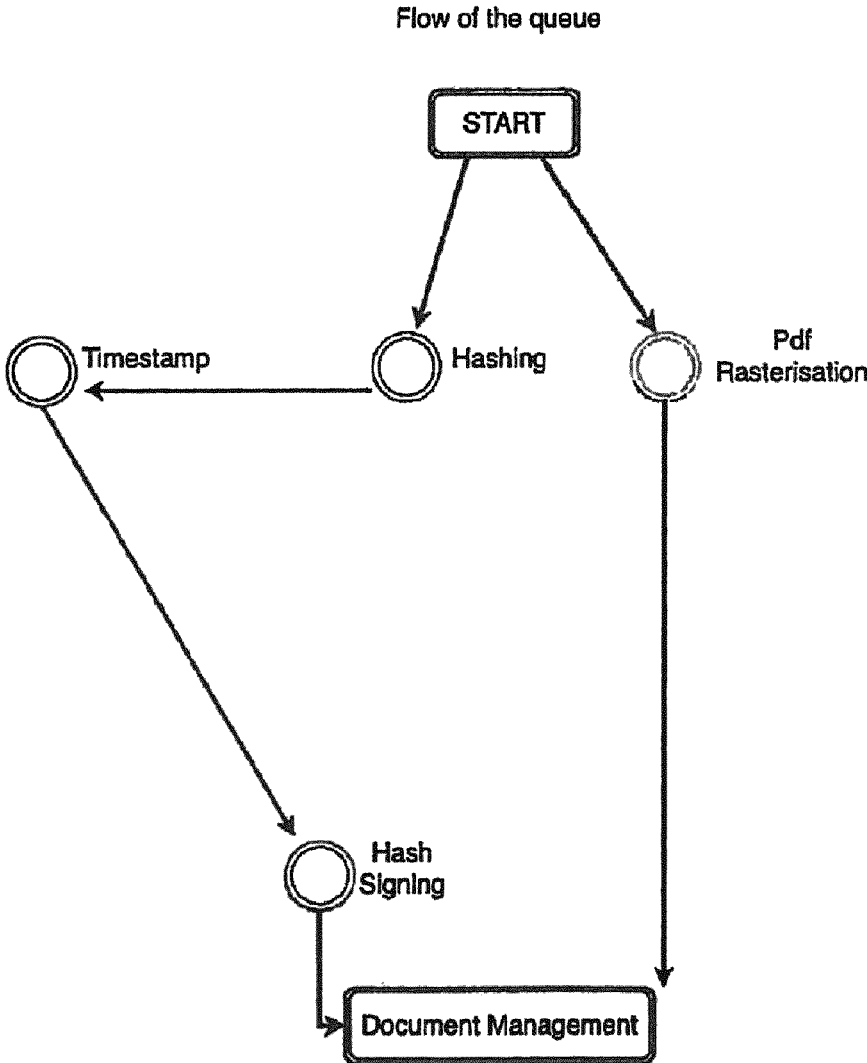 Flow of the queue
START
Timestamp
Hashing
Pdf
Rasterisation
Hash
Signing
Document Management